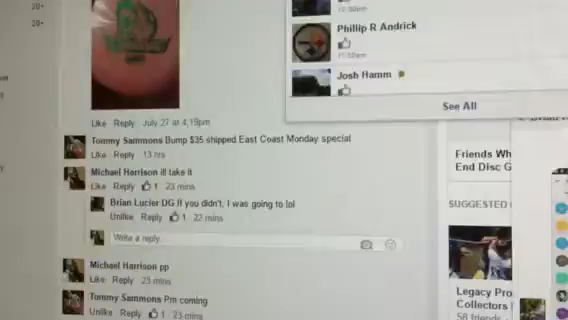 20+
20+
Like Reply July 27 at 4:19pm
Tommy Sammons Bump $35 shipped East Coast Monday special
Like Reply 13 hrs
Michael Harrison ill take it
Like Reply 1 23 mins
Brian Lucier DG If you didn't, I was going to lol
Unlike Reply 1 22 mins
Write a reply
Michael Harrison pp
Like Reply 23 mins
Tommy Sammons Pm coming
Unlike Reply 1 23 mins
Phillip R Andrick
Josh Hamm
See All
Friends Wh
End Disc G
SUGGESTED
Legacy Pro
Collectors
58 friends